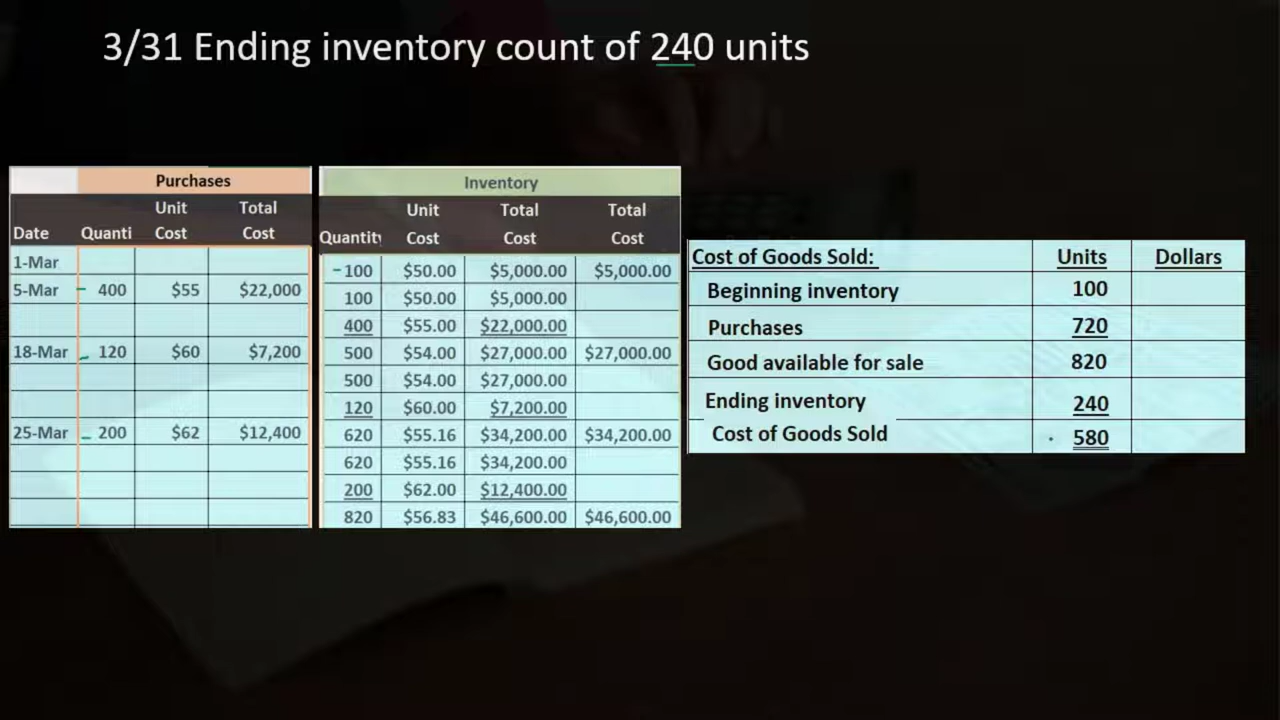 3/31 Ending inventory count of 240 units
Purchases
Unit Total
Date Quanti Cost Cost
1-Mar
5-Mar 400 $55 $22,000
18-Mar 120 $60 $7,200
25-Mar 200 $62 $12,400
Inventory
Unit Total Total
Quantity Cost Cost Cost
100 $50.00 $5,000.00 $5,000.00
100 $50.00 $5,000.00
400 $55.00 $22,000.00
500 $54.00 $27,000.00 $27,000.00
500 $54.00 $27,000.00
120 $60.00 $7,200.00
620 $55.16 $34,200.00 $34,200.00
620 $55.16 $34,200.00
200 $62.00 $12,400.00
820 $56.83 $46,600.00 $46,600.00
Cost of Goods Sold: Units Dollars
Beginning inventory 100
Purchases 720
Good available for sale 820
Ending inventory 240
Cost of Goods Sold 580